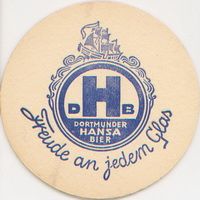 D H B
DORTMUNDER
HANSA
BIER
Freude an jedem Glas